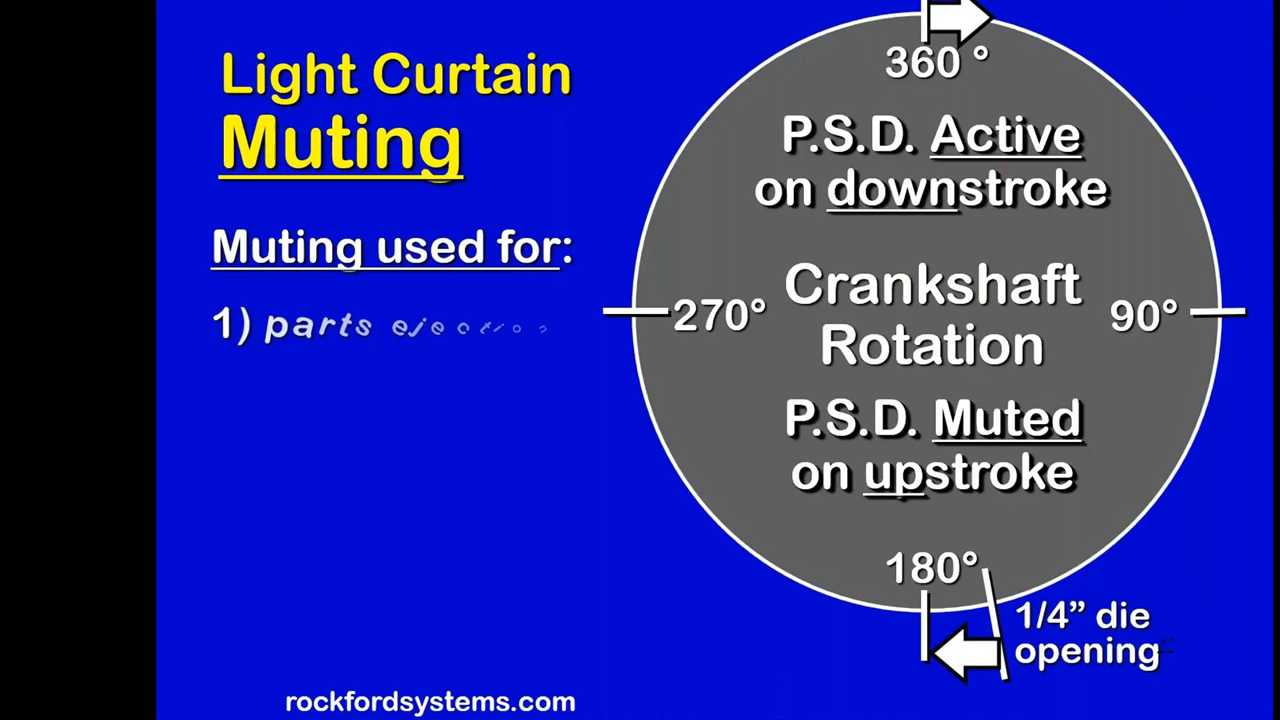 Light Curtain
Muting
Muting used for:
1) parts ejection
rockfordsystems.com
360 °
P.S.D. Active
on downstroke
270°
Crankshaft
Rotation
90°
P.S.D. Muted
on upstroke
180°
1/4” die
opening